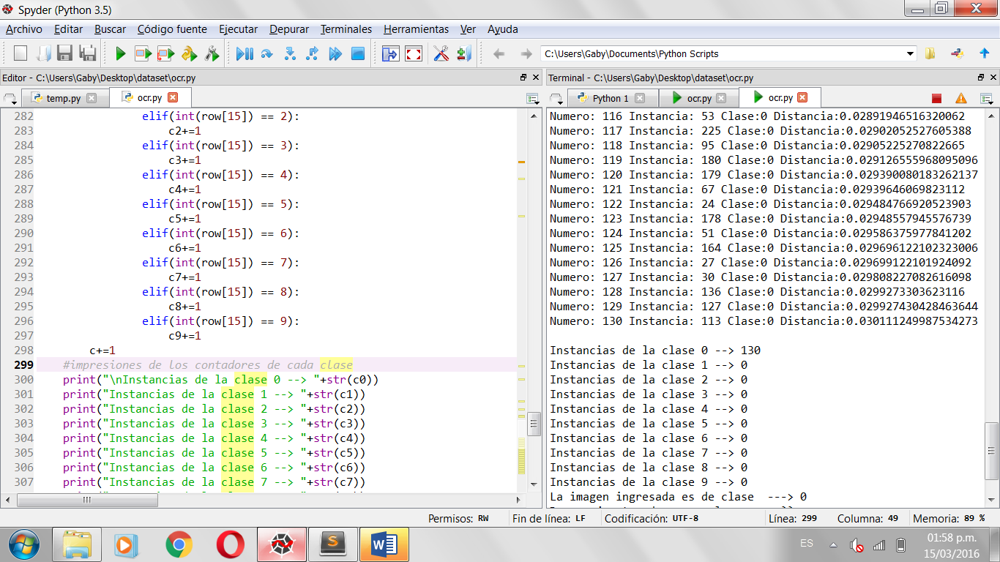 Spyder (Python 3.5)
Archivo Editar Buscar Código fuente Ejecutar Depurar Terminales Herramientas Ver Ayuda
C:\Users\Gaby\Documents\Python Scripts
Editor - C:\Users\Gaby\Desktop\dataset\ocr.py
temp.py ocr.py
282 elif(int(row[15]) == 2):
283 c2+=1
284 elif(int(row[15]) == 3):
285 c3+=1
286 elif(int(row[15]) == 4):
287 c4+=1
288 elif(int(row[15]) == 5):
289 c5+=1
290 elif(int(row[15]) == 6):
291 c6+=1
292 elif(int(row[15]) == 7):
293 c7+=1
294 elif(int(row[15]) == 8):
295 c8+=1
296 elif(int(row[15]) == 9):
297 c9+=1
298 c+=1
299 #impresiones de los contadores de cada clase
300 print("\nInstancias de la clase 0 --> "+str(c0))
301 print("Instancias de la clase 1 --> "+str(c1))
302 print("Instancias de la clase 2 --> "+str(c2))
303 print("Instancias de la clase 3 --> "+str(c3))
304 print("Instancias de la clase 4 --> "+str(c4))
305 print("Instancias de la clase 5 --> "+str(c5))
306 print("Instancias de la clase 6 --> "+str(c6))
307 print("Instancias de la clase 7 --> "+str(c7))
Terminal - C:\Users\Gaby\Desktop\dataset\ocr.py
Python 1 ocr.py ocr.py
Numero: 116 Instancia: 53 Clase:0 Distancia:0.02891946516320062
Numero: 117 Instancia: 225 Clase:0 Distancia:0.02902052527605388
Numero: 118 Instancia: 95 Clase:0 Distancia:0.02905225270822665
Numero: 119 Instancia: 180 Clase:0 Distancia:0.029126555968095096
Numero: 120 Instancia: 179 Clase:0 Distancia:0.029390080183262137
Numero: 121 Instancia: 67 Clase:0 Distancia:0.02939646069823112
Numero: 122 Instancia: 24 Clase:0 Distancia:0.029484766920523903
Numero: 123 Instancia: 178 Clase:0 Distancia:0.02948557945576739
Numero: 124 Instancia: 51 Clase:0 Distancia:0.029586375977841202
Numero: 125 Instancia: 164 Clase:0 Distancia:0.029696122102323006
Numero: 126 Instancia: 27 Clase:0 Distancia:0.029699122101924092
Numero: 127 Instancia: 30 Clase:0 Distancia:0.029808227082616098
Numero: 128 Instancia: 136 Clase:0 Distancia:0.0299273303623116
Numero: 129 Instancia: 127 Clase:0 Distancia:0.029927430428463644
Numero: 130 Instancia: 113 Clase:0 Distancia:0.030111249987534273
Instancias de la clase 0 --> 130
Instancias de la clase 1 --> 0
Instancias de la clase 2 --> 0
Instancias de la clase 3 --> 0
Instancias de la clase 4 --> 0
Instancias de la clase 5 --> 0
Instancias de la clase 6 --> 0
Instancias de la clase 7 --> 0
Instancias de la clase 8 --> 0
Instancias de la clase 9 --> 0
La imagen ingresada es de clase  ---> 0
Permisos: RW Fin de línea: LF Codificación: UTF-8 Línea: 299 Columna: 49 Memoria: 89 %
ES 01:58 p.m.
15/03/2016